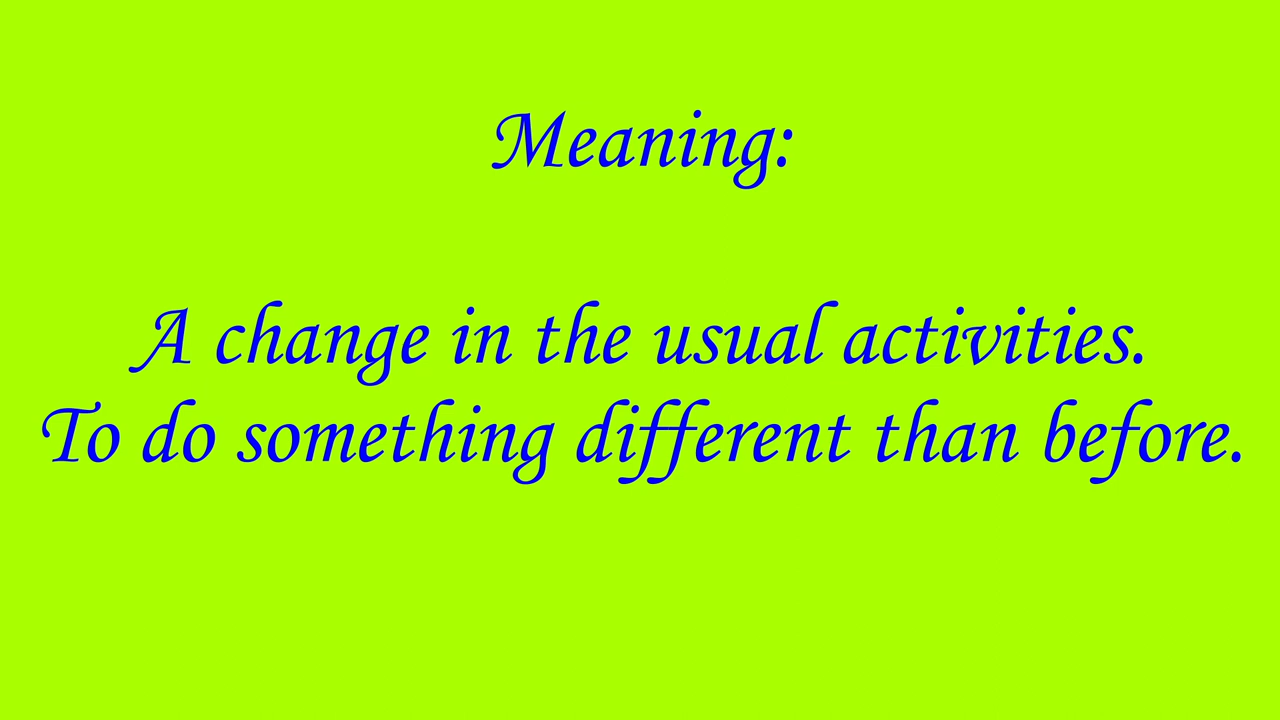 Meaning:
A change in the usual activities.
To do something different than before.